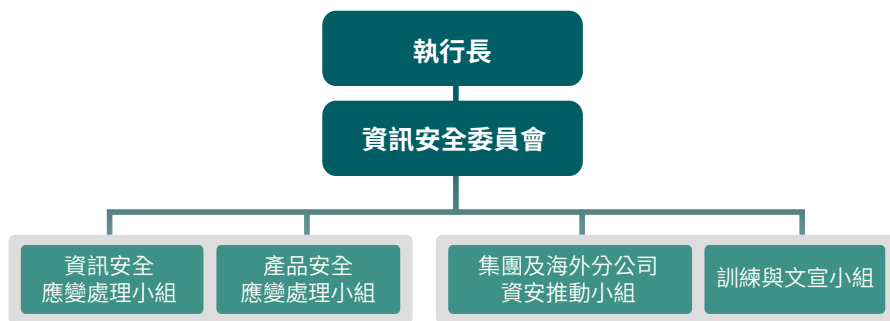 執行長
資訊安全委員會
資訊安全
應變處理小組
產品安全
應變處理小組
集團及海外分公司
資安推動小組
訓練與文宣小組